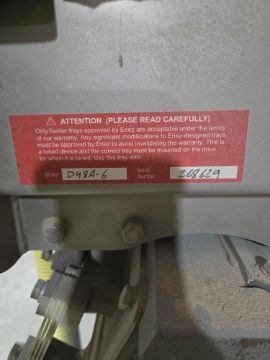 ⚠ ATTENTION (PLEASE READ CAREFULLY)
Only feeder trays approved by Eriez are acceptable under the terms
of our warranty. Any significant modifications to Eriez-designed trays
must be approved by Eriez to avoid invalidating the warranty. This is
a tuned device and the correct tray must be mounted on the drive
for which it is tuned. Use this tray with:
Model D48A-6 Serial Number 268629